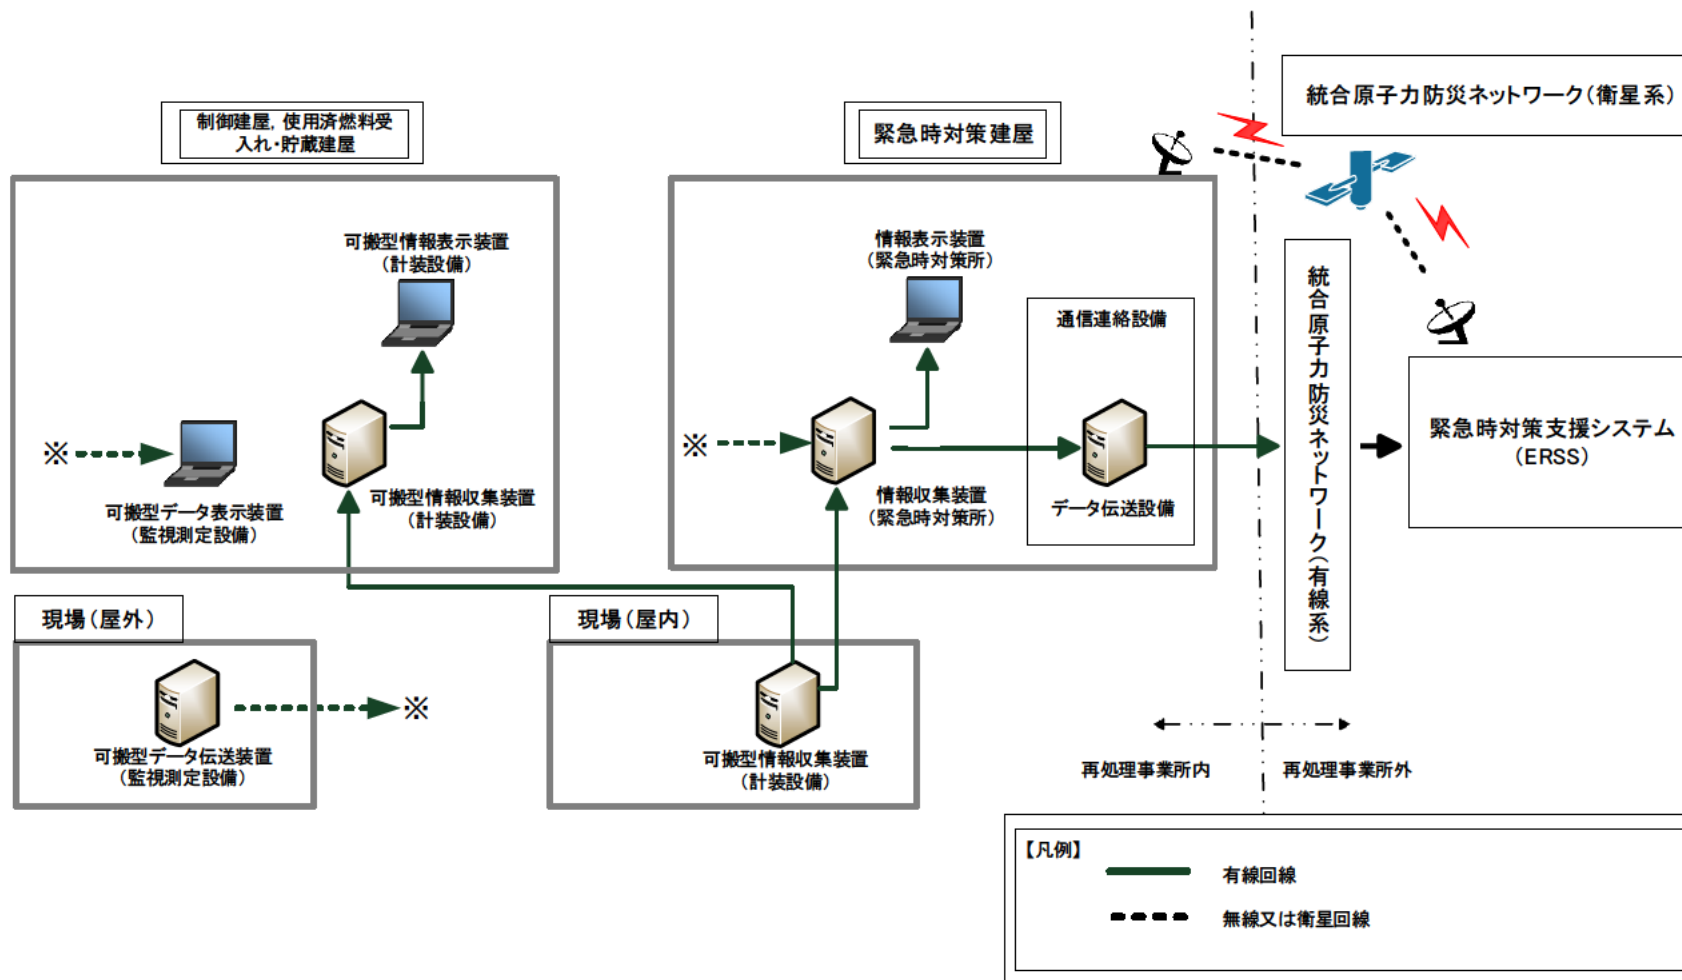 統合原子力防災ネットワーク(衛星系)
制御建屋, 使用済燃料受
入れ・貯蔵建屋
緊急時対策建屋
可搬型情報表示装置
(計装設備)
※
可搬型データ表示装置
(監視測定設備)
可搬型情報収集装置
(計装設備)
情報表示装置
(緊急時対策所)
通信連絡設備
※
情報収集装置
(緊急時対策所)
データ伝送設備
統合原子力防災ネットワーク(有線系)
緊急時対策支援システム
(ERSS)
現場(屋外)
※
可搬型データ伝送装置
(監視測定設備)
現場(屋内)
可搬型情報収集装置
(計装設備)
再処理事業所内
再処理事業所外
【凡例】
有線回線
無線又は衛星回線